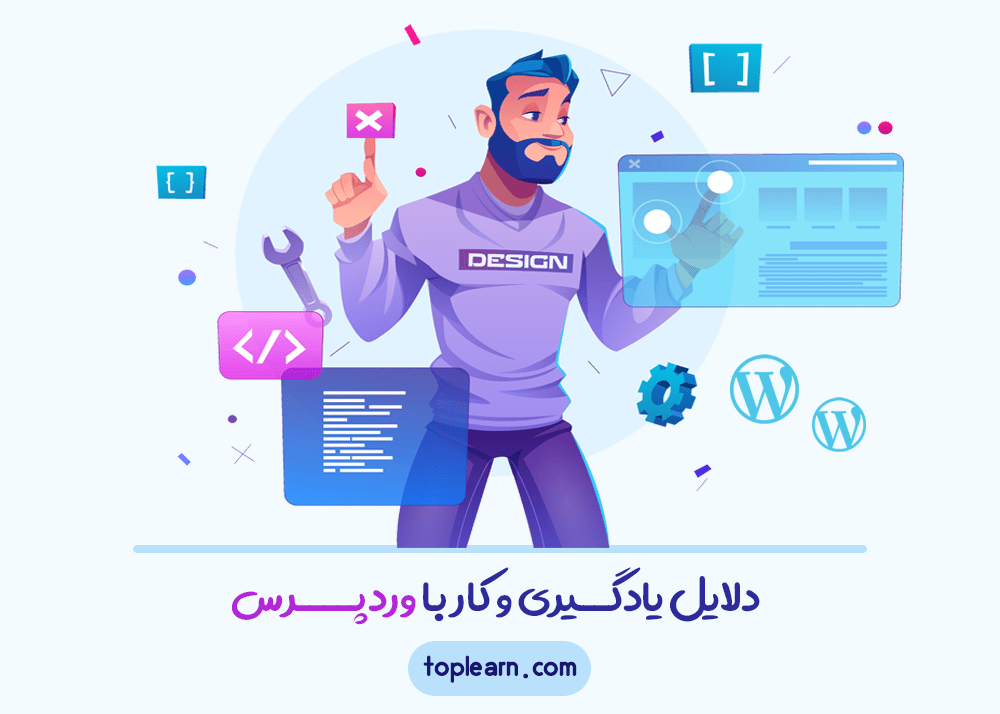 [ ]
{ }
DESIGN
</>
دلایل یادگیری و کار با وردپرس
toplearn.com